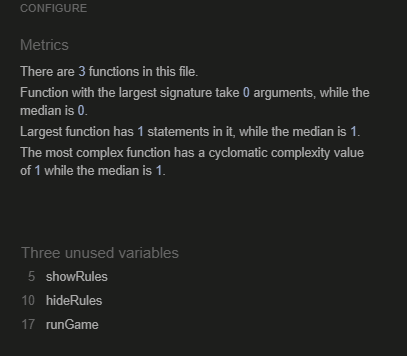 CONFIGURE
Metrics
There are 3 functions in this file.
Function with the largest signature take 0 arguments, while the
median is 0.
Largest function has 1 statements in it, while the median is 1.
The most complex function has a cyclomatic complexity value
of 1 while the median is 1.
Three unused variables
5 showRules
10 hideRules
17 runGame